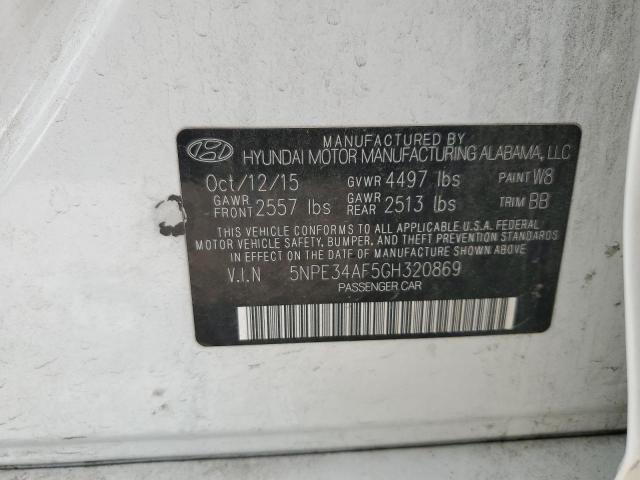 MANUFACTURED BY
HYUNDAI MOTOR MANUFACTURING ALABAMA, LLC
Oct/12/15 GVWR 4497 lbs PAINT W8
GAWR FRONT 2557 lbs GAWR REAR 2513 lbs TRIM BB
THIS VEHICLE CONFORMS TO ALL APPLICABLE U.S.A. FEDERAL
MOTOR VEHICLE SAFETY, BUMPER, AND THEFT PREVENTION STANDARDS
IN EFFECT ON THE DATE OF MANUFACTURE SHOWN ABOVE.
V.I.N 5NPE34AF5GH320869
PASSENGER CAR